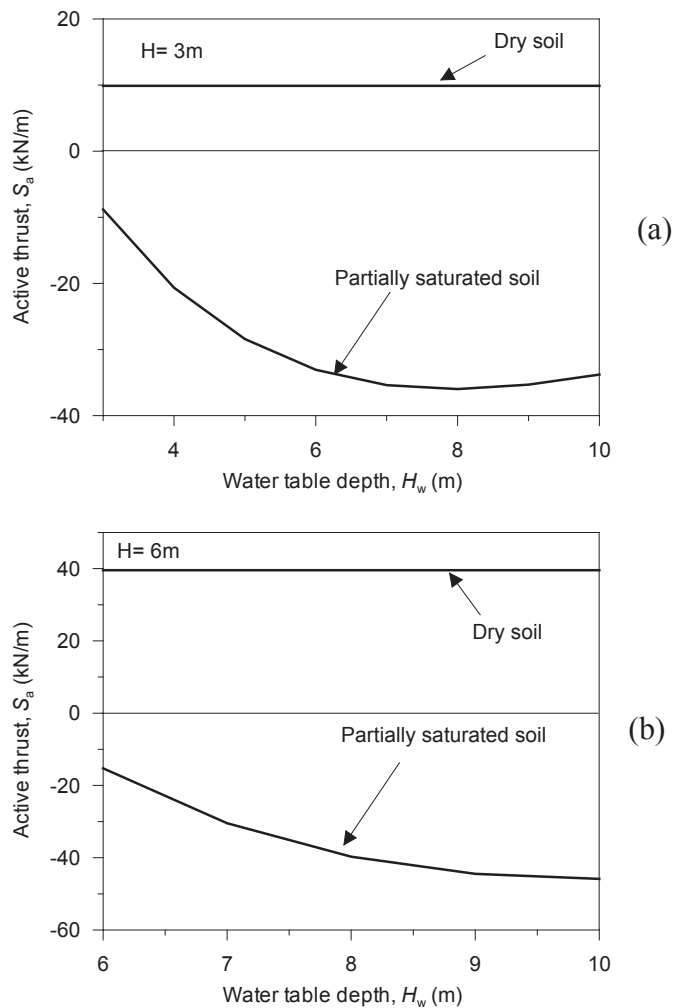 20
H= 3m
Dry soil
0
Active thrust, Sa (kN/m)
(a)
Partially saturated soil
-20
-40
4
6
8
10
Water table depth, Hw (m)
H= 6m
40
Dry soil
20
Active thrust, Sa (kN/m)
0
(b)
Partially saturated soil
-20
-40
-60
6
7
8
9
10
Water table depth, Hw (m)